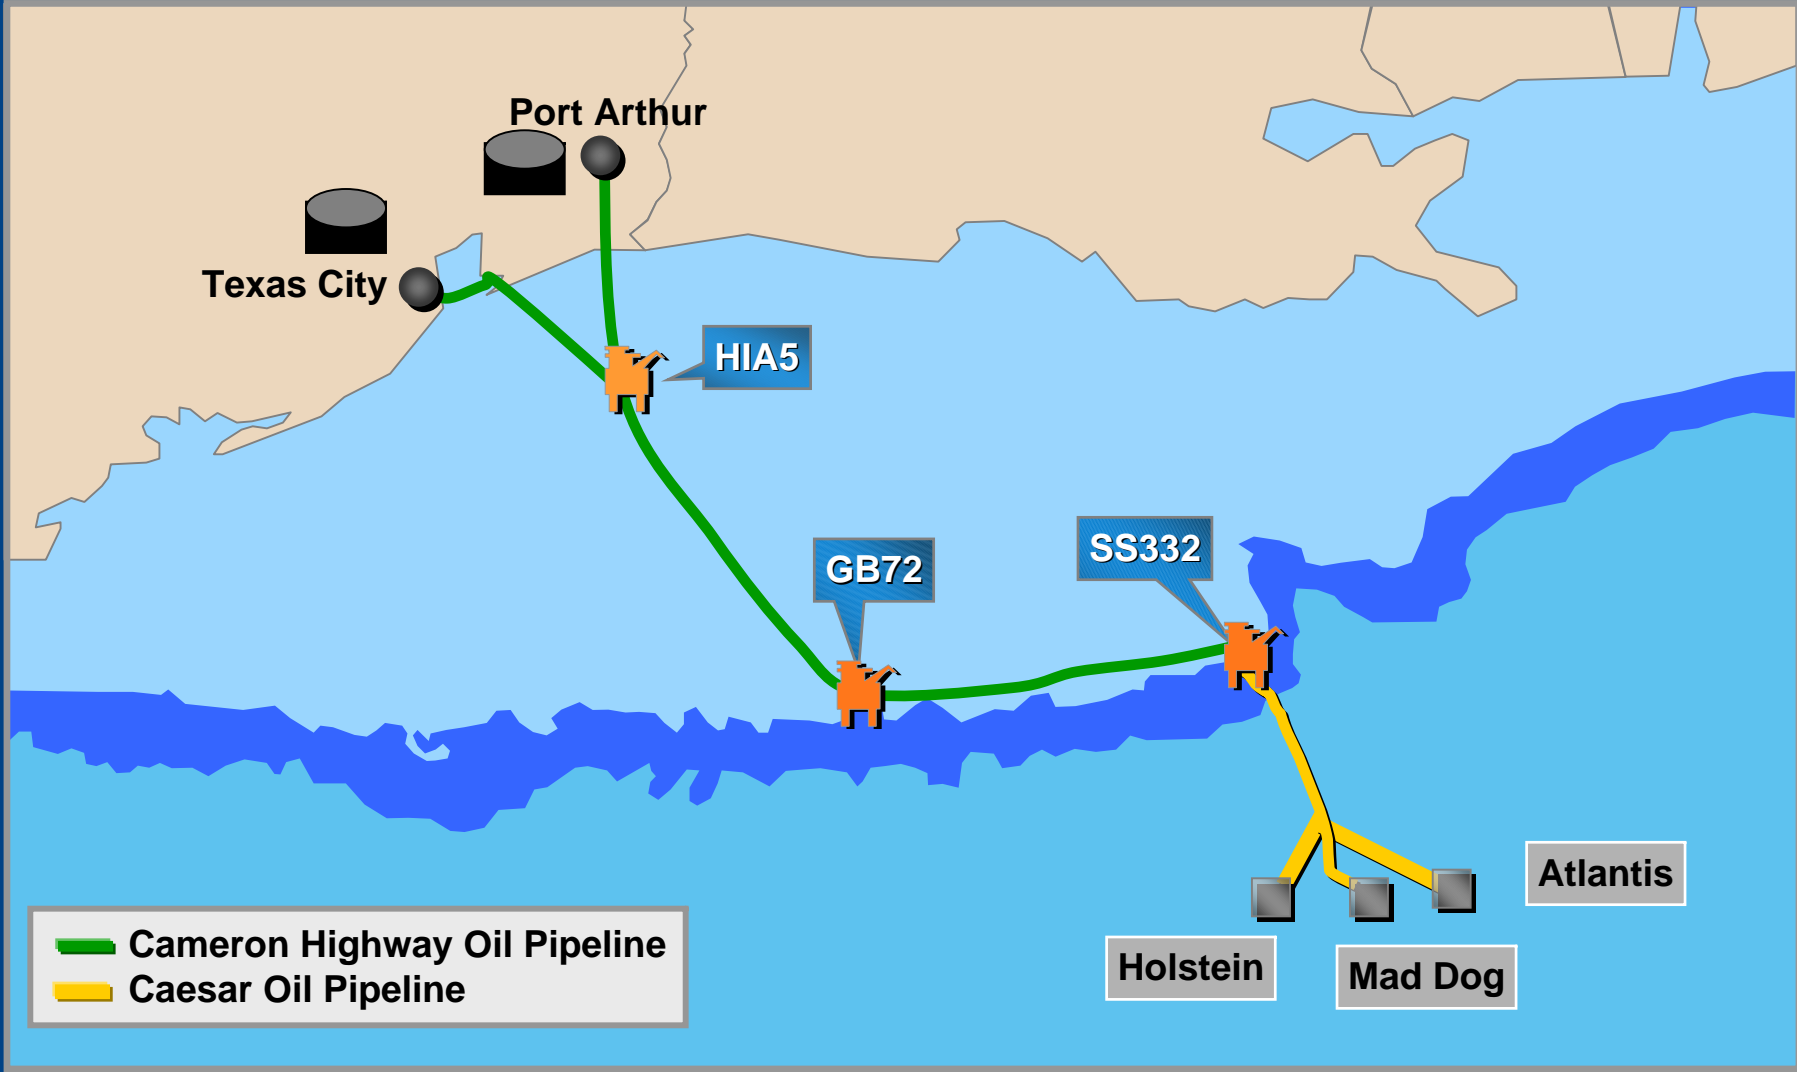 Port Arthur
Texas City
HIA5
GB72
SS332
Atlantis
Holstein
Mad Dog
Cameron Highway Oil Pipeline
Caesar Oil Pipeline